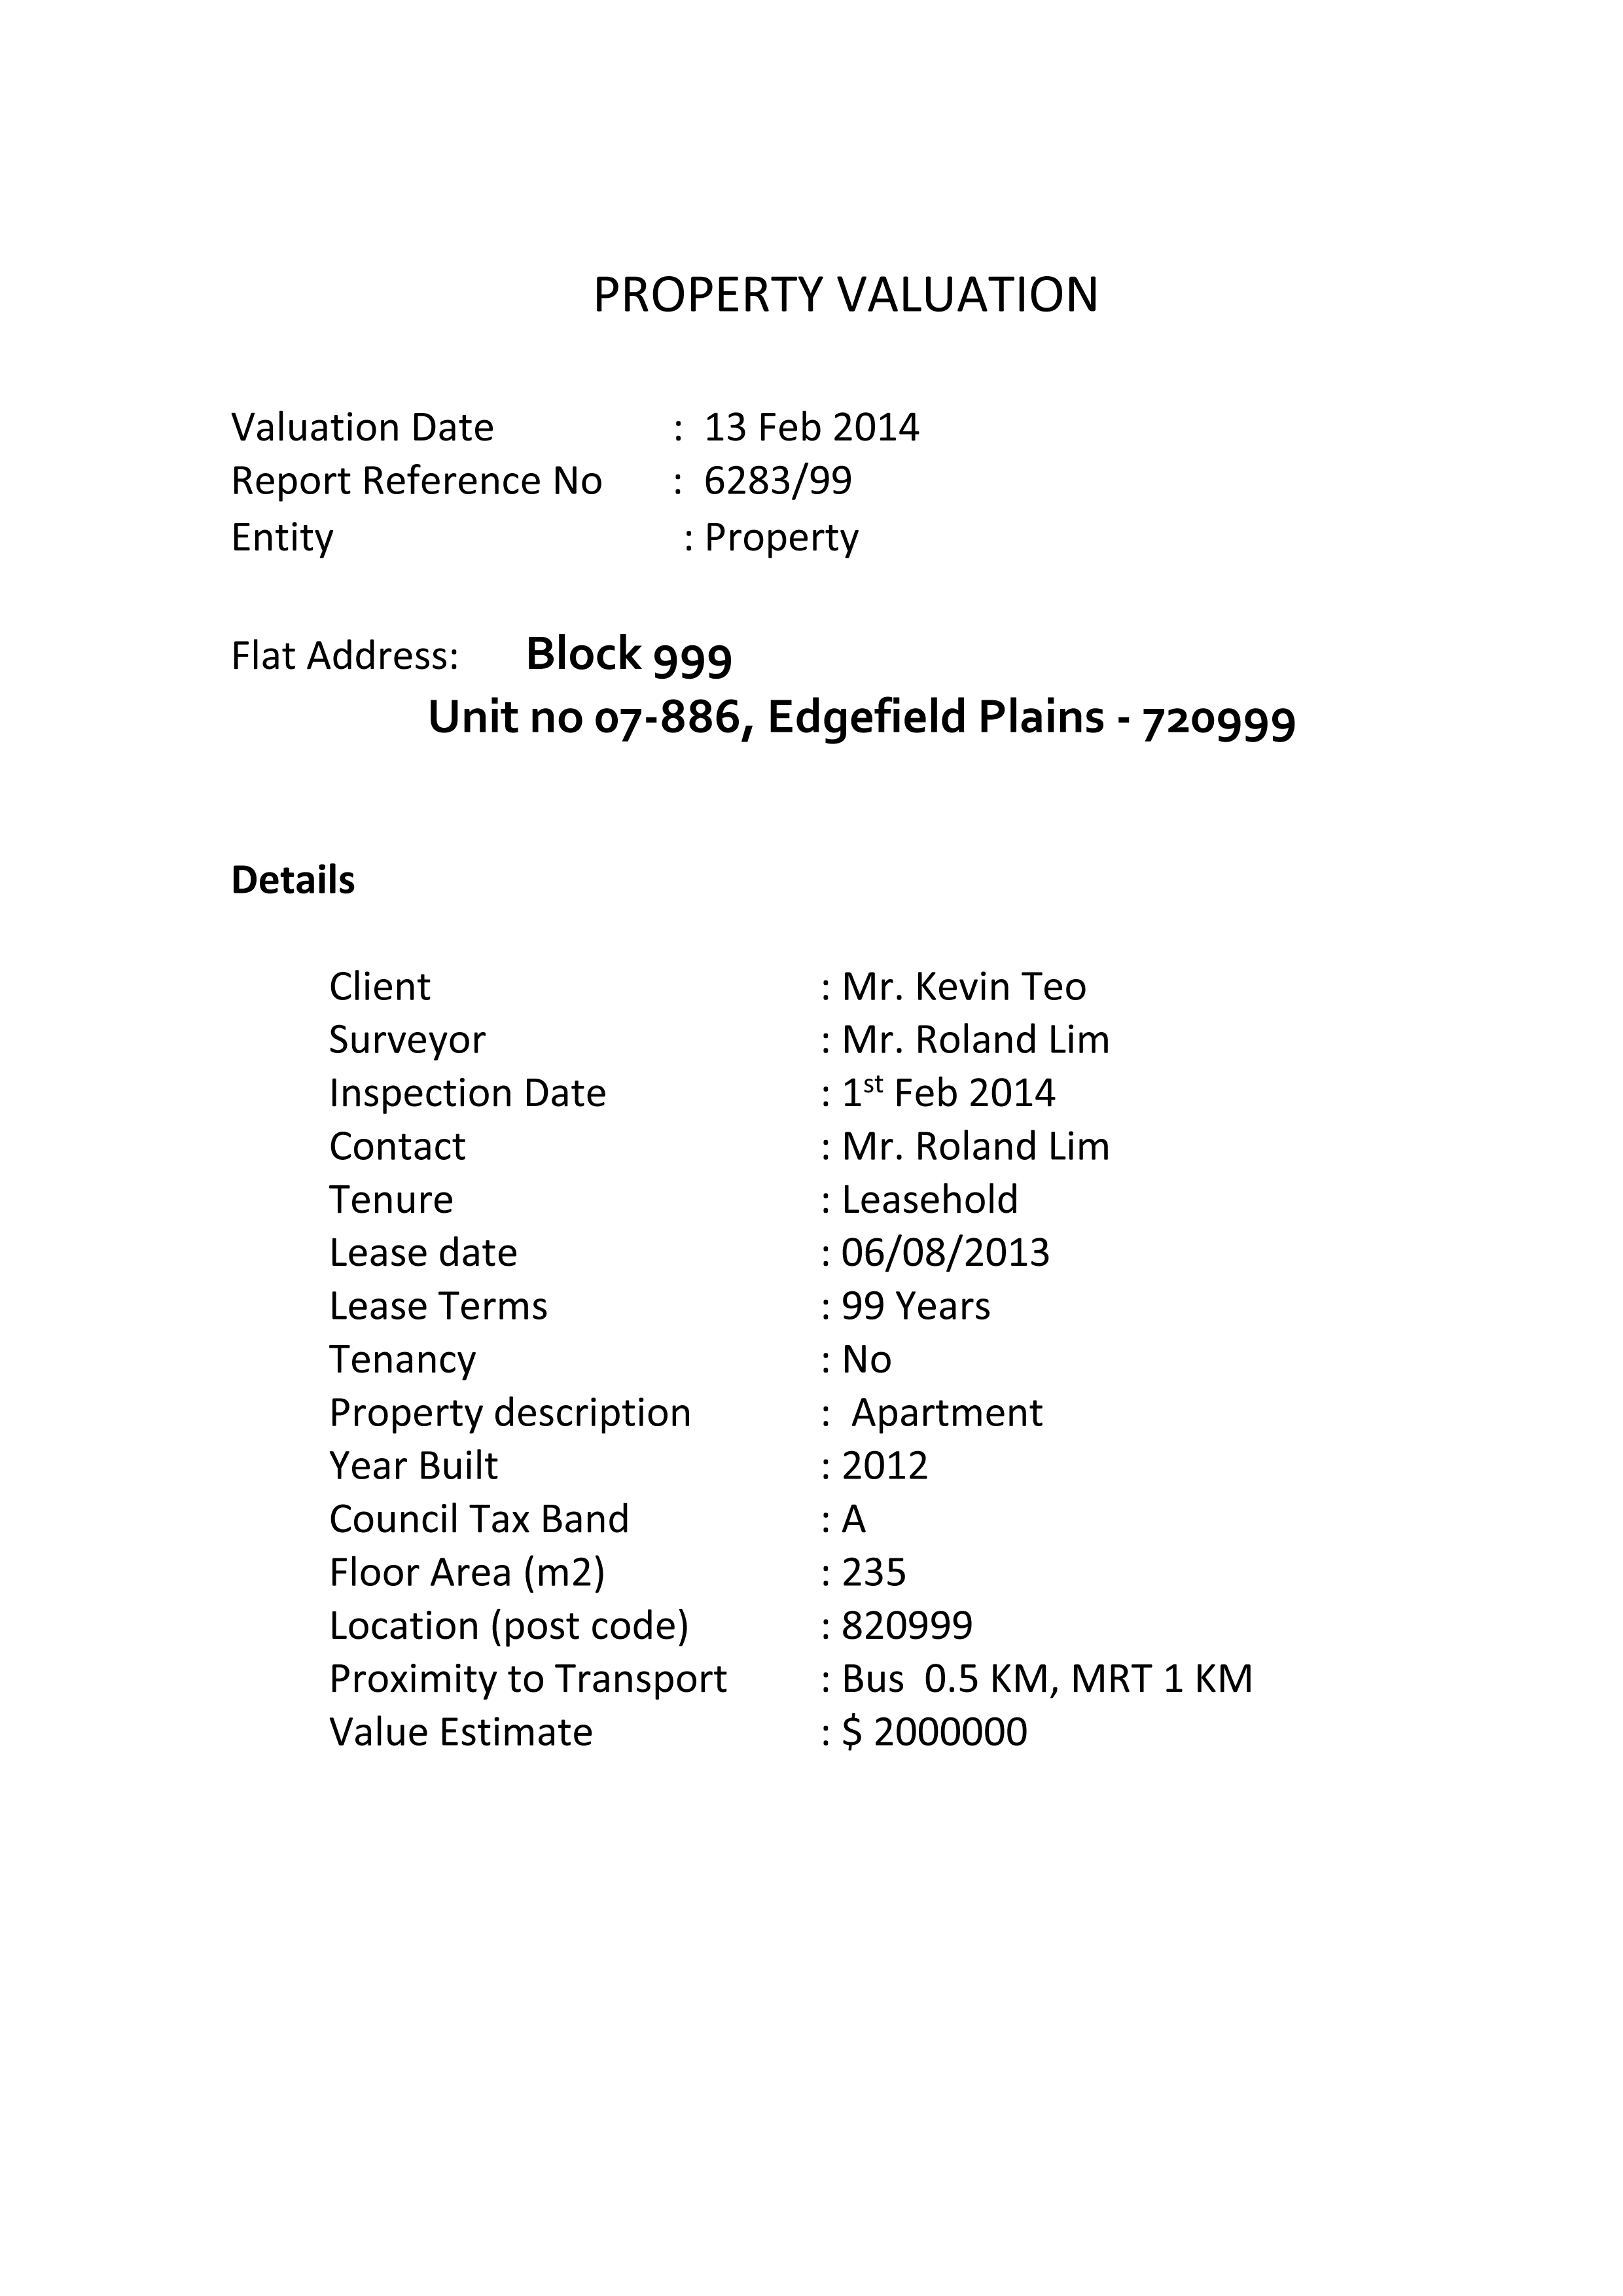 PROPERTY VALUATION
Valuation Date : 13 Feb 2014
Report Reference No : 6283/99
Entity : Property
Flat Address: Block 999
Unit no 07-886, Edgefield Plains - 720999
Details
Client : Mr. Kevin Teo
Surveyor : Mr. Roland Lim
Inspection Date : 1st Feb 2014
Contact : Mr. Roland Lim
Tenure : Leasehold
Lease date : 06/08/2013
Lease Terms : 99 Years
Tenancy : No
Property description : Apartment
Year Built : 2012
Council Tax Band : A
Floor Area (m2) : 235
Location (post code) : 820999
Proximity to Transport : Bus 0.5 KM, MRT 1 KM
Value Estimate : $ 2000000